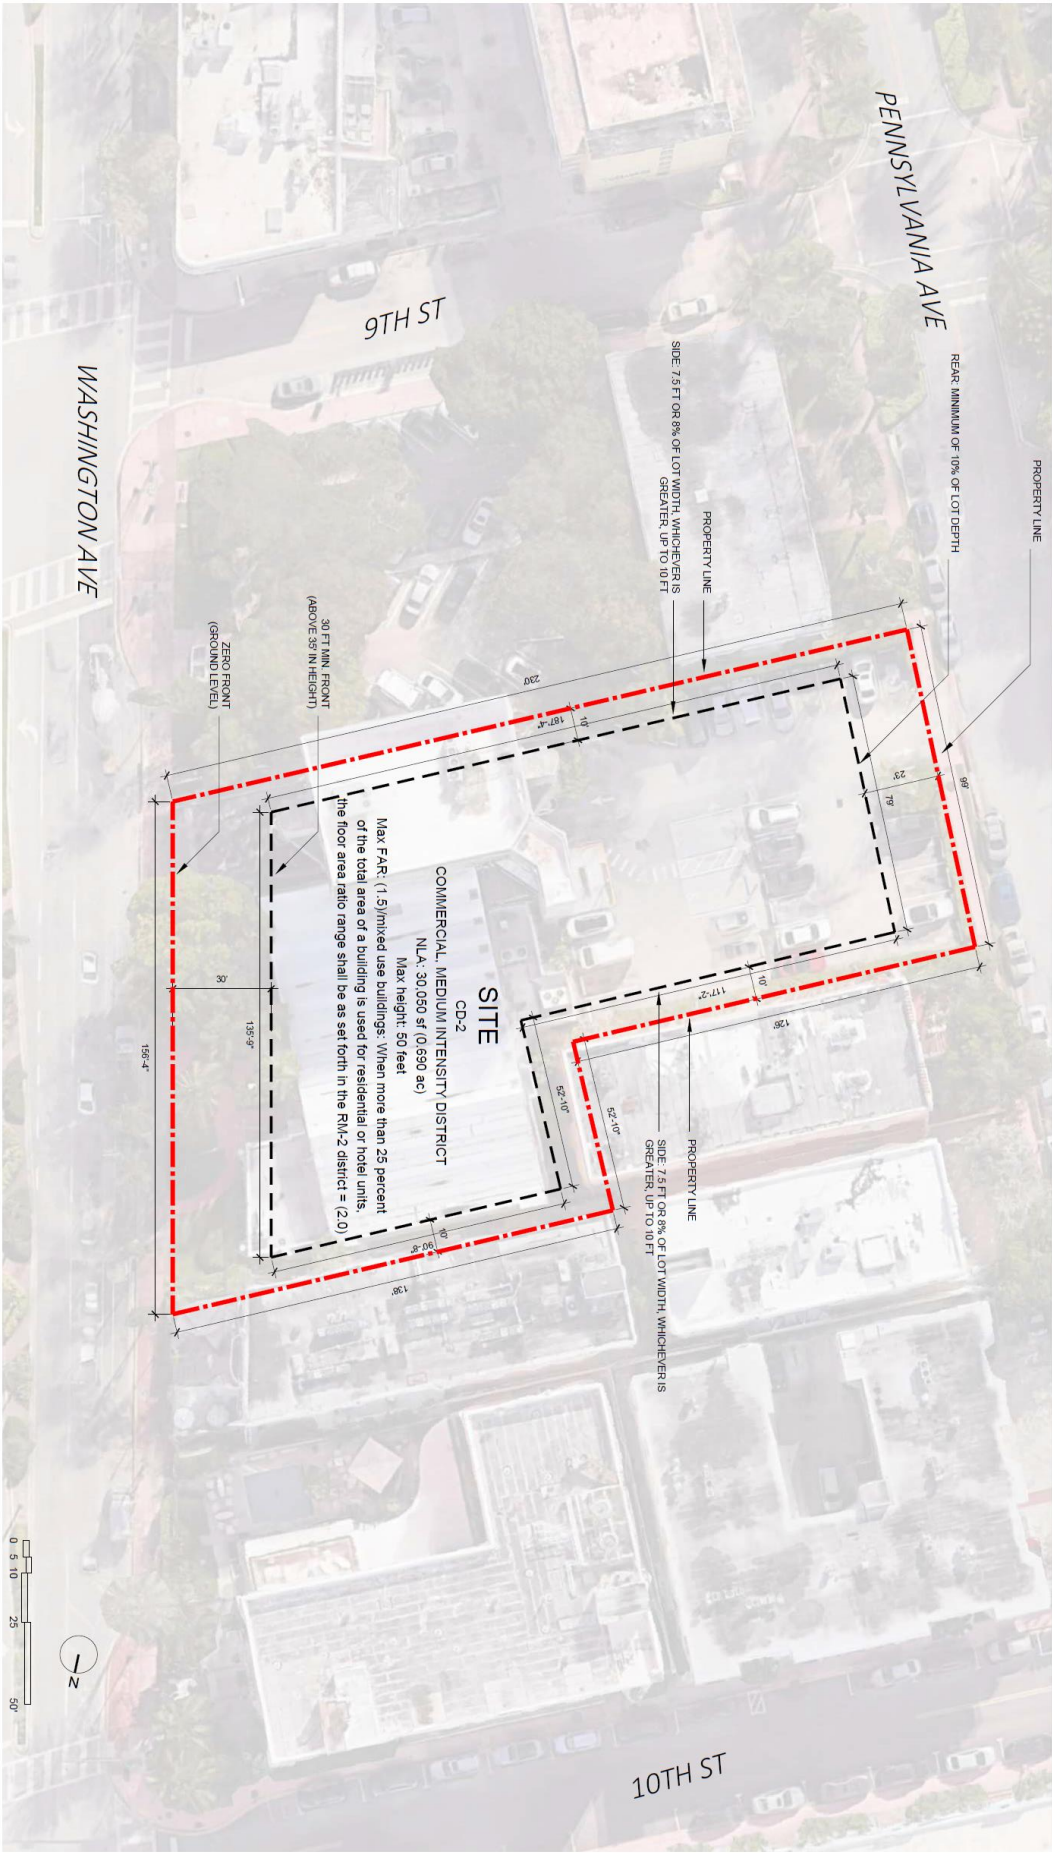 PENNSYLVANIA AVE
9TH ST
WASHINGTON AVE
10TH ST
PROPERTY LINE
REAR: MINIMUM OF 10% OF LOT DEPTH
SIDE: 7.5 FT OR 8% OF LOT WIDTH, WHICHEVER IS
GREATER, UP TO 10 FT
PROPERTY LINE
30 FT MIN. FRONT
(ABOVE 35' IN HEIGHT)
ZERO FRONT
(GROUND LEVEL)
PROPERTY LINE
SIDE: 7.5 FT OR 8% OF LOT WIDTH, WHICHEVER IS
GREATER, UP TO 10 FT
99'
79'
23'
230'
187'-4"
10'
10'
117'-2"
126'
52'-10"
52'-10"
10'
90'-8"
138'
30'
135'-9"
156'-4"
SITE
CD-2
COMMERCIAL, MEDIUM INTENSITY DISTRICT
NLA: 30,050 sf (0.690 ac)
Max height: 50 feet
Max FAR: (1.5)/mixed use buildings: When more than 25 percent
of the total area of a building is used for residential or hotel units,
the floor area ratio range shall be as set forth in the RM-2 district = (2.0)
0 5 10 25 50'
N